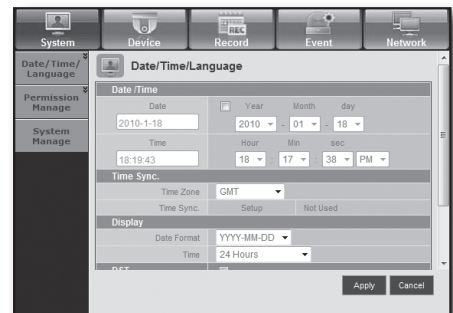 System Device Record Event Network
REC
Date/Time/
Language
Permission
Manage
System
Manage
Date/Time/Language
Date /Time
Date Year Month day
2010-1-18 2010 - 01 - 18
Time Hour Min sec.
18:19:43 18 : 17 : 38 PM
Time Sync.
Time Zone GMT
Time Sync. Setup Not Used
Display
Date Format YYYY-MM-DD
Time 24 Hours
DST
Apply Cancel